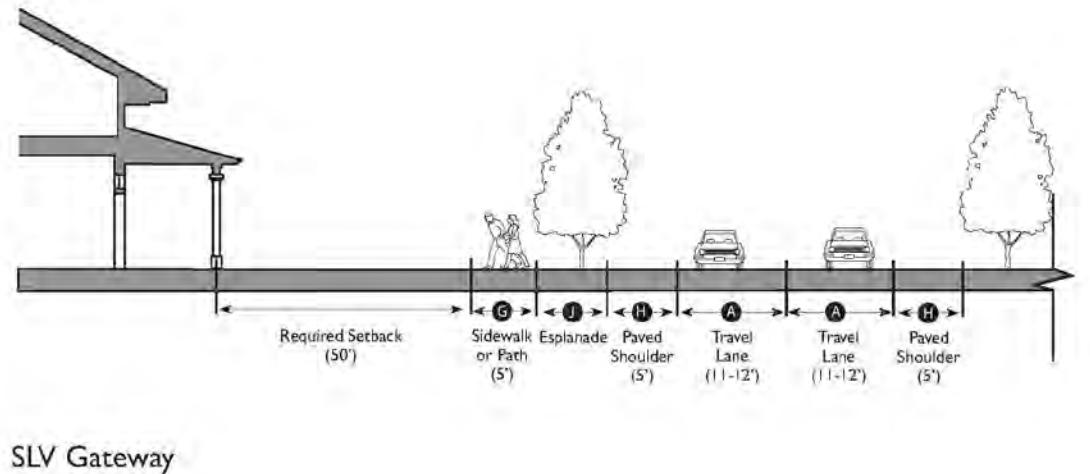 G J H A A H
Required Setback
(50')
Sidewalk
or Path
(5')
Esplanade
Paved
Shoulder
(5')
Travel
Lane
(11-12')
Travel
Lane
(11-12')
Paved
Shoulder
(5')
SLV Gateway